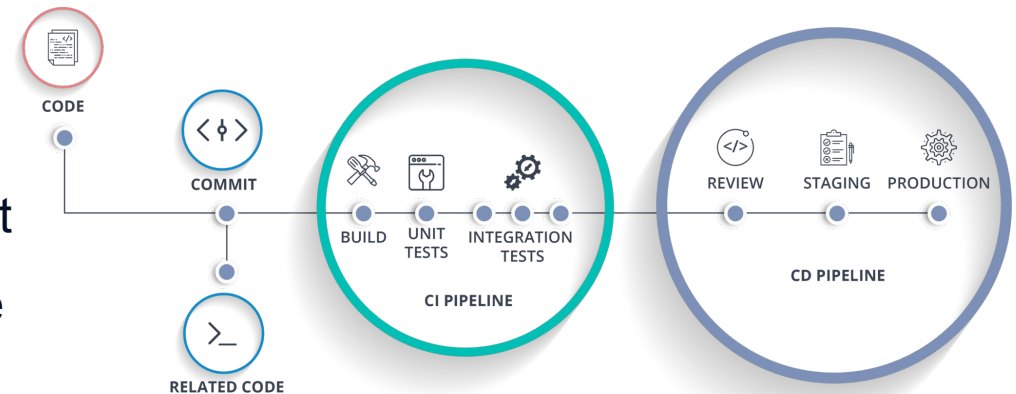 CODE
COMMIT
t
e
RELATED CODE
BUILD
UNIT
TESTS
INTEGRATION
TESTS
CI PIPELINE
REVIEW
STAGING
PRODUCTION
CD PIPELINE